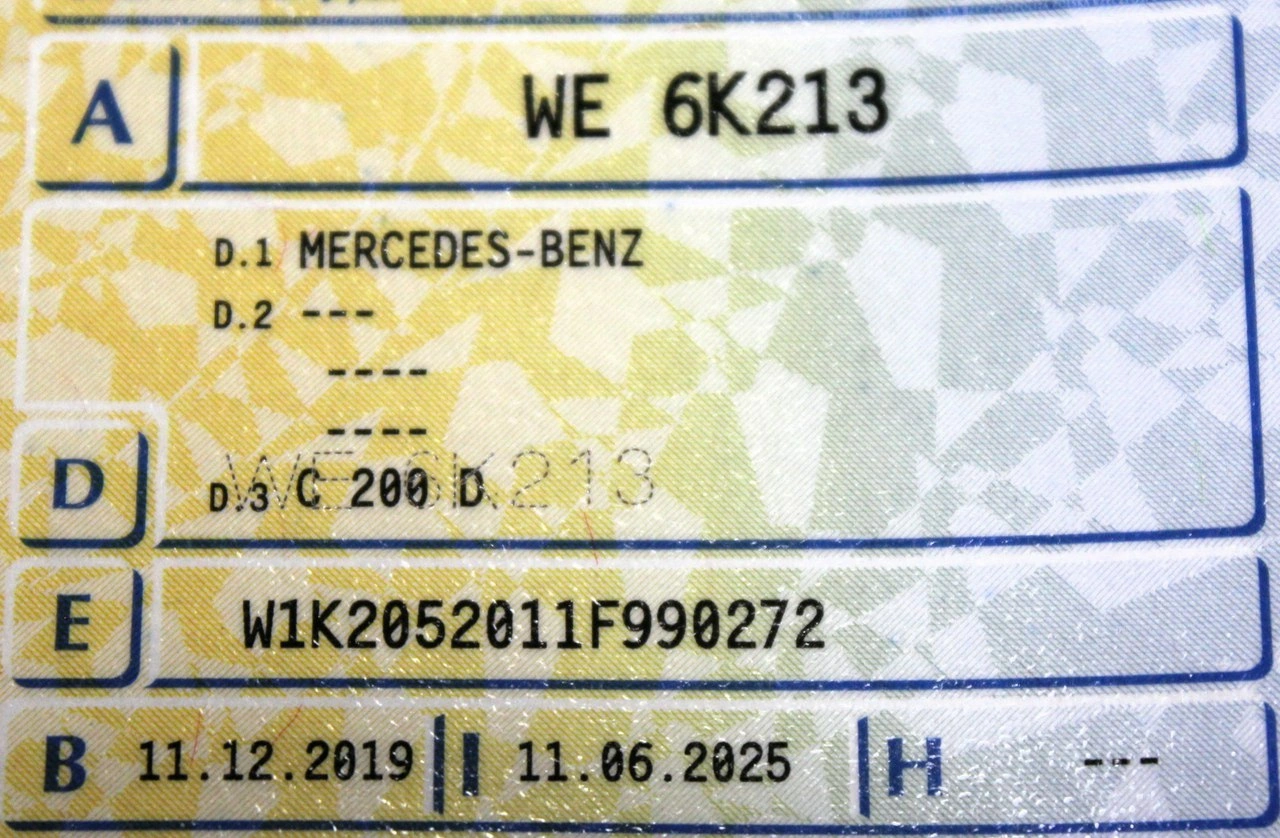 A WE 6K213
D.1 MERCEDES-BENZ
D.2 ---
----
----
D D.3 C 200 D
WE 6K213
E W1K2052011F990272
B 11.12.2019 I 11.06.2025 H ---